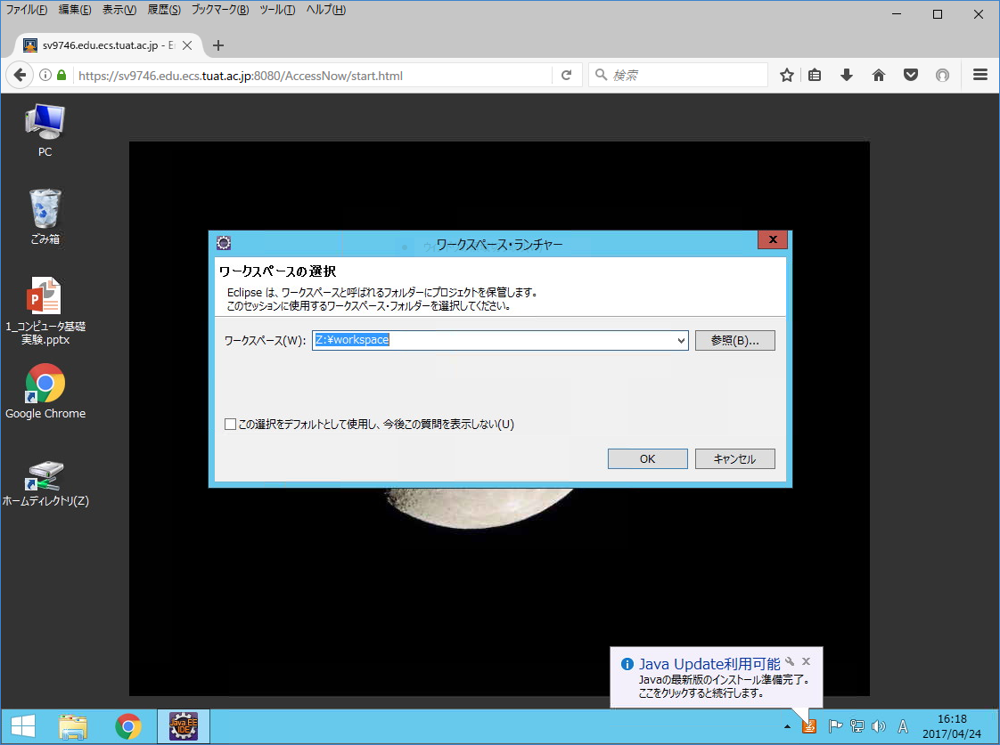 ファイル(F) 編集(E) 表示(V) 履歴(S) ブックマーク(B) ツール(T) ヘルプ(H)
sv9746.edu.ecs.tuat.ac.jp - E
https://sv9746.edu.ecs.tuat.ac.jp:8080/AccessNow/start.html
検索
PC
ごみ箱
1_コンピュータ基礎
実験.pptx
Google Chrome
ホームディレクトリ(Z)
ワークスペース・ランチャー
ワークスペースの選択
Eclipse は、ワークスペースと呼ばれるフォルダーにプロジェクトを保管します。
このセッションに使用するワークスペース・フォルダーを選択してください。
ワークスペース(W):
Z:¥workspace
参照(B)...
この選択をデフォルトとして使用し、今後この質問を表示しない(U)
OK
キャンセル
Java Update利用可能
Javaの最新版のインストール準備完了。
ここをクリックすると続行します。
Java EE
IDE
A
16:18
2017/04/24